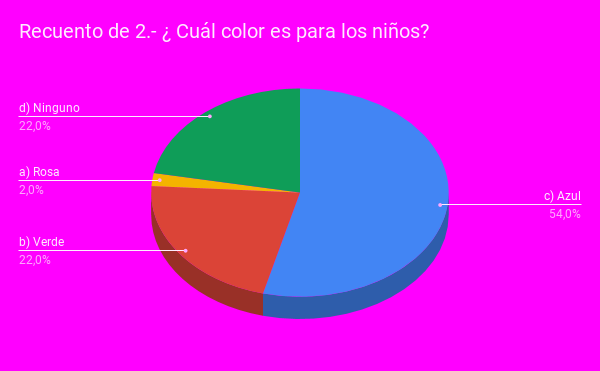 Recuento de 2.- ¿ Cuál color es para los niños?
d) Ninguno
22,0%
a) Rosa
2,0%
b) Verde
22,0%
c) Azul
54,0%